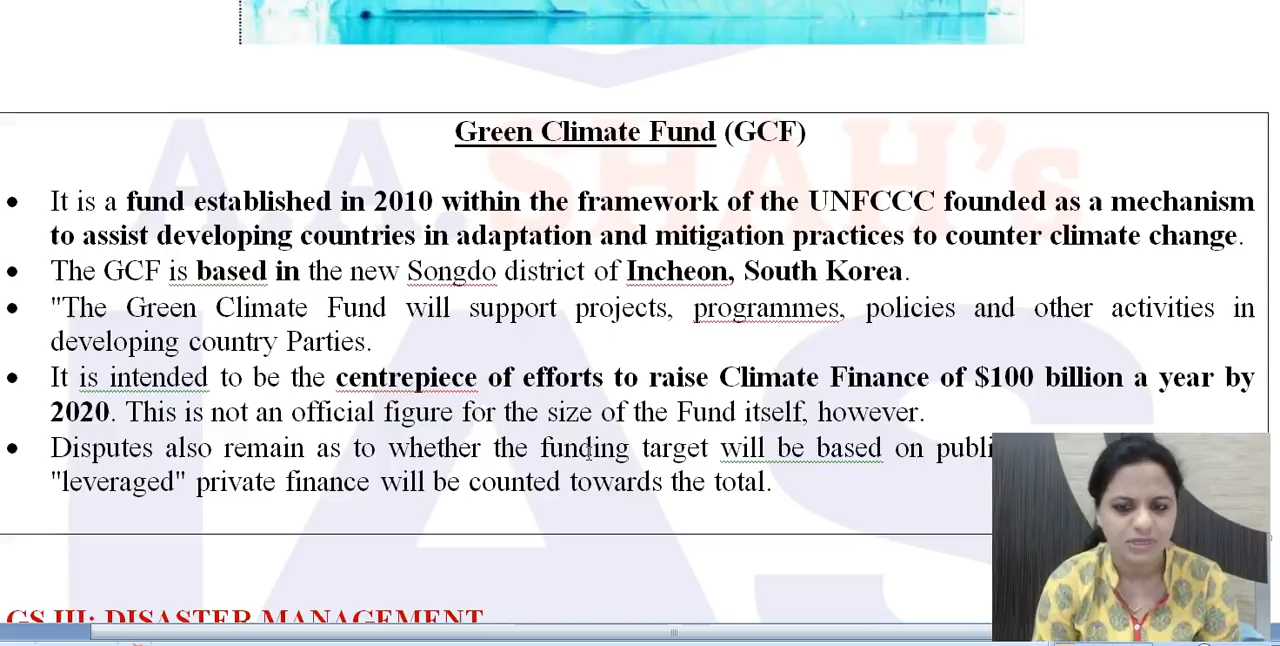 A.A. SHAH's
IAS
Green Climate Fund (GCF)
• It is a fund established in 2010 within the framework of the UNFCCC founded as a mechanism
to assist developing countries in adaptation and mitigation practices to counter climate change.
• The GCF is based in the new Songdo district of Incheon, South Korea.
• "The Green Climate Fund will support projects, programmes, policies and other activities in
developing country Parties.
• It is intended to be the centrepiece of efforts to raise Climate Finance of $100 billion a year by
2020. This is not an official figure for the size of the Fund itself, however.
• Disputes also remain as to whether the funding target will be based on publi
"leveraged" private finance will be counted towards the total.
GS III: DISASTER MANAGEMENT